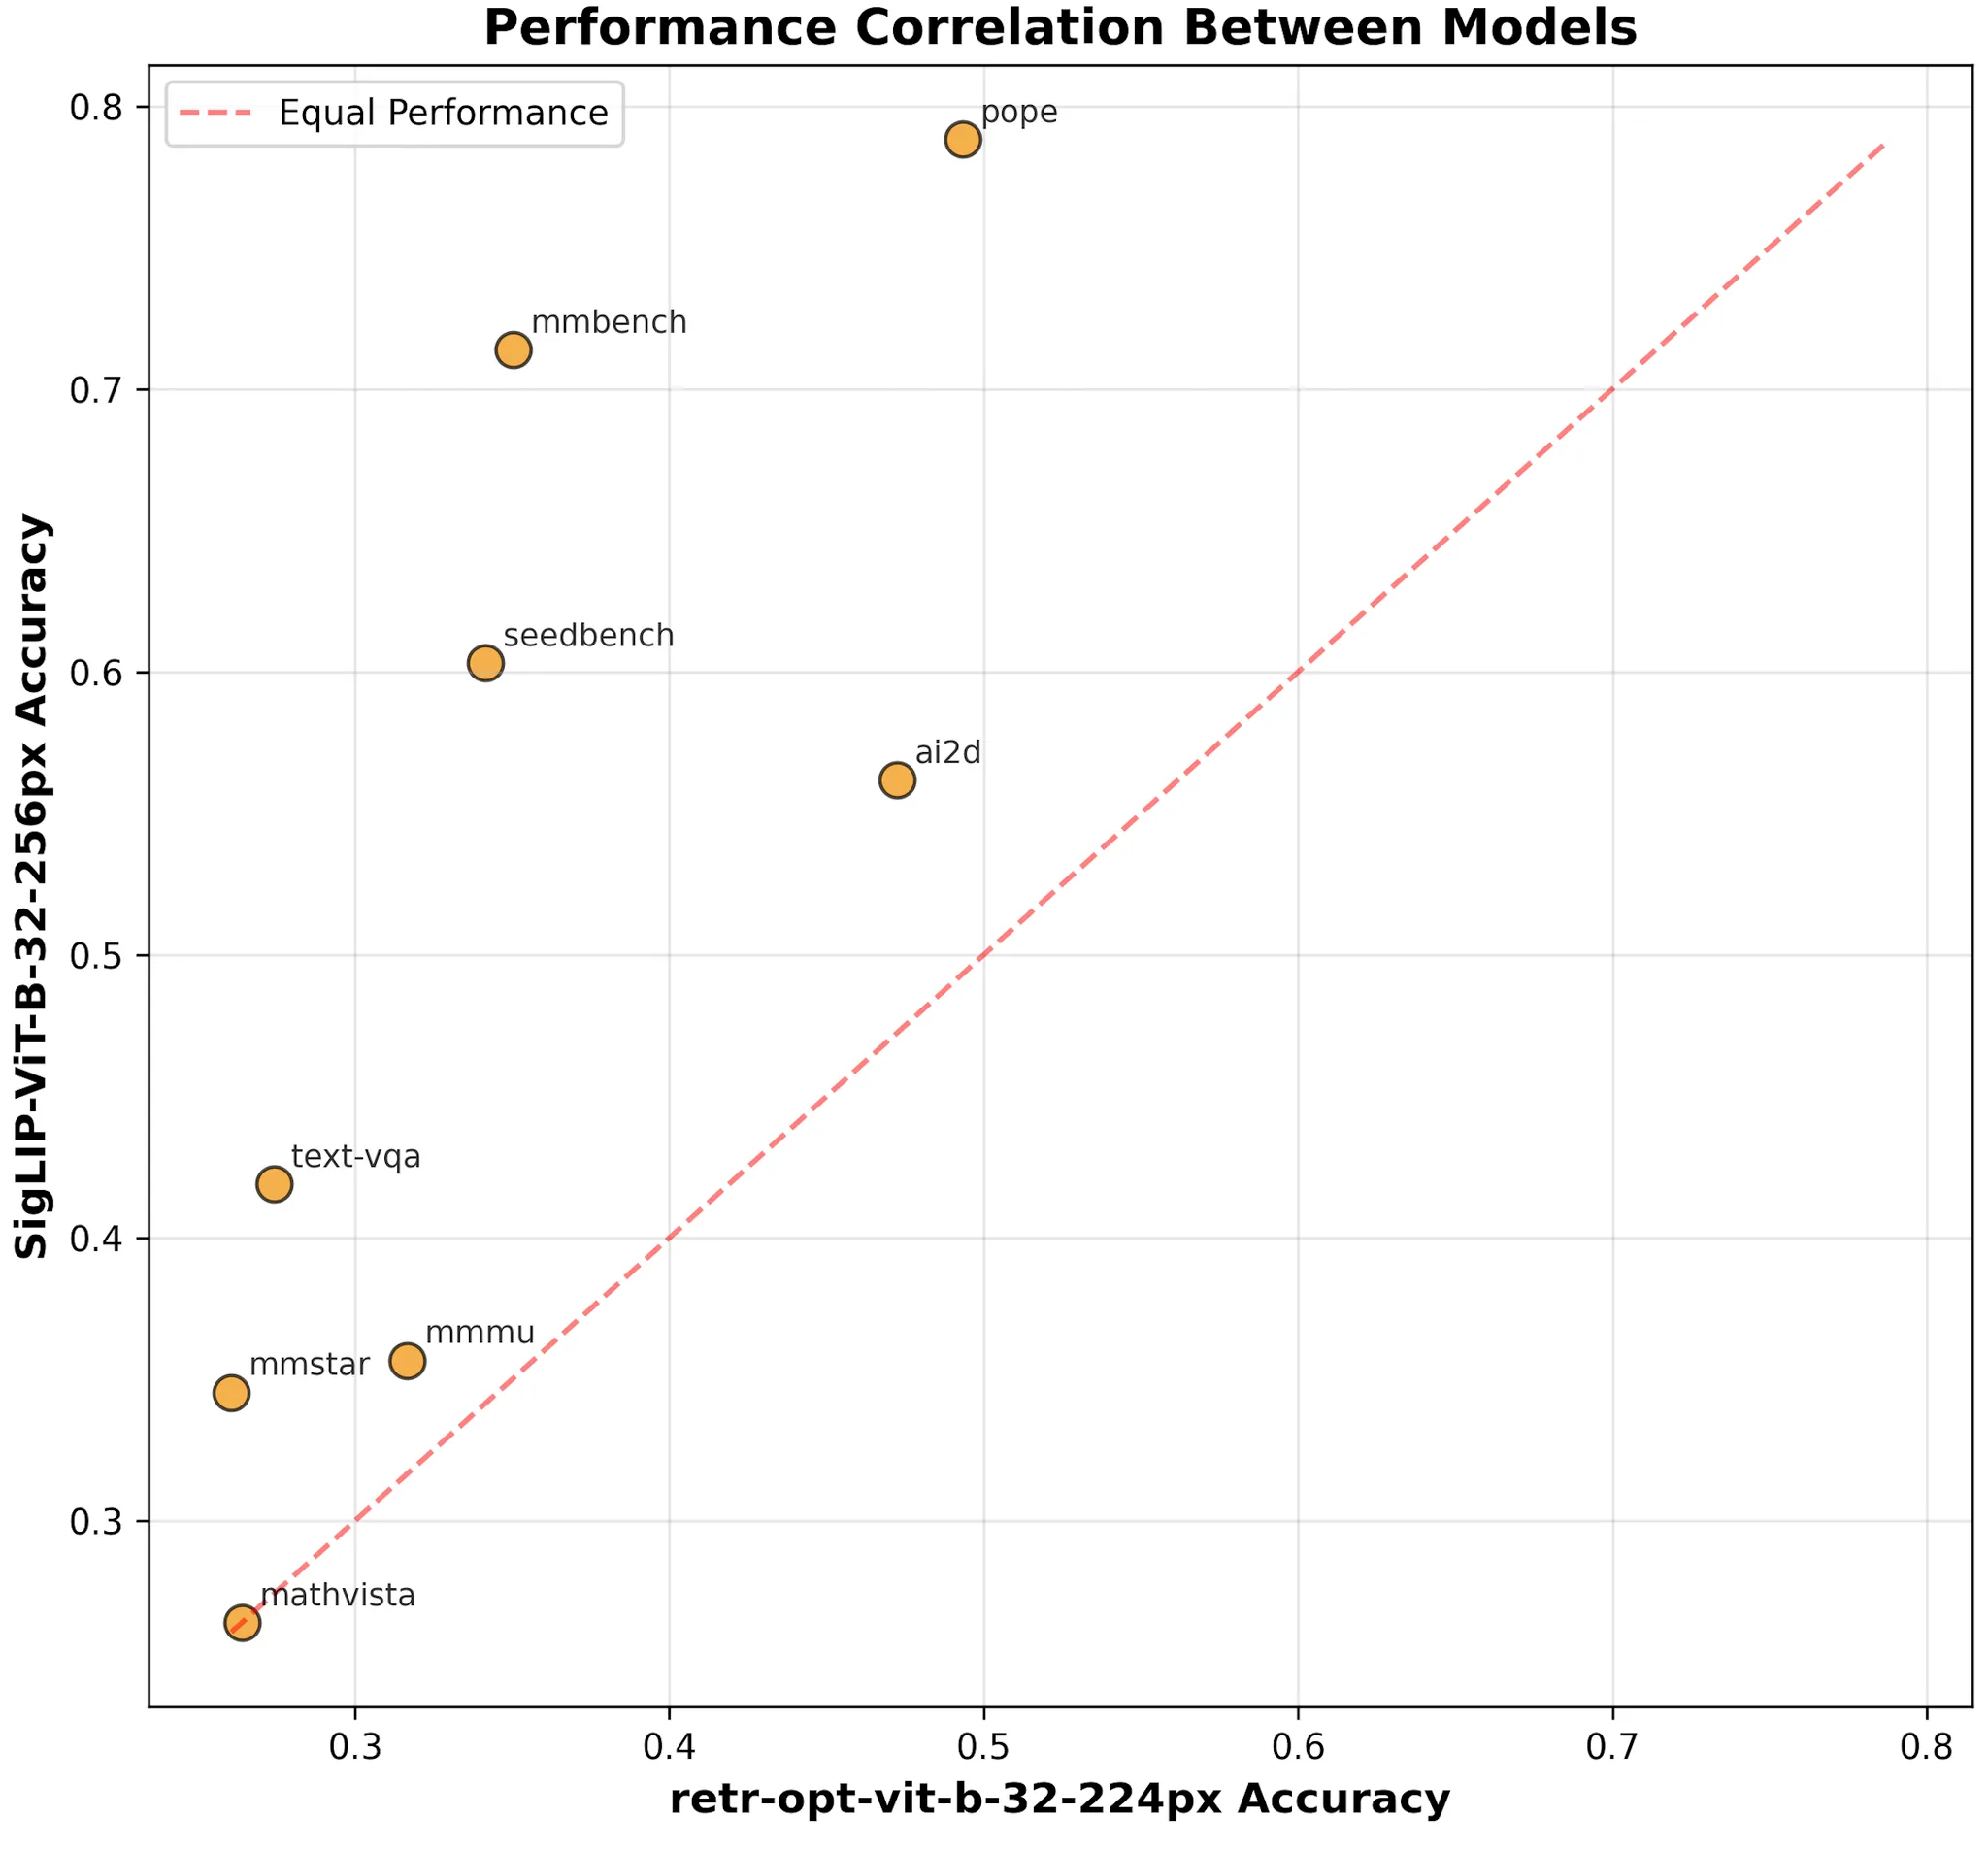 Performance Correlation Between Models
Equal Performance
pope
mmbench
seedbench
ai2d
text-vqa
mmmu
mmstar
mathvista
0.8
0.7
0.6
0.5
0.4
0.3
SigLIP-ViT-B-32-256px Accuracy
0.3 0.4 0.5 0.6 0.7 0.8
retr-opt-vit-b-32-224px Accuracy